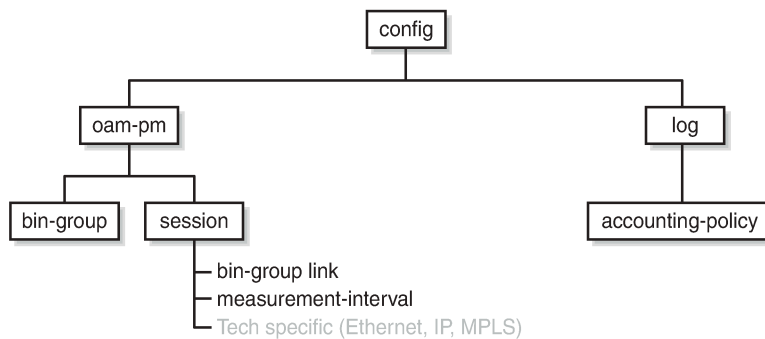 config
oam-pm
log
bin-group
session
accounting-policy
bin-group link
measurement-interval
Tech specific (Ethernet, IP, MPLS)